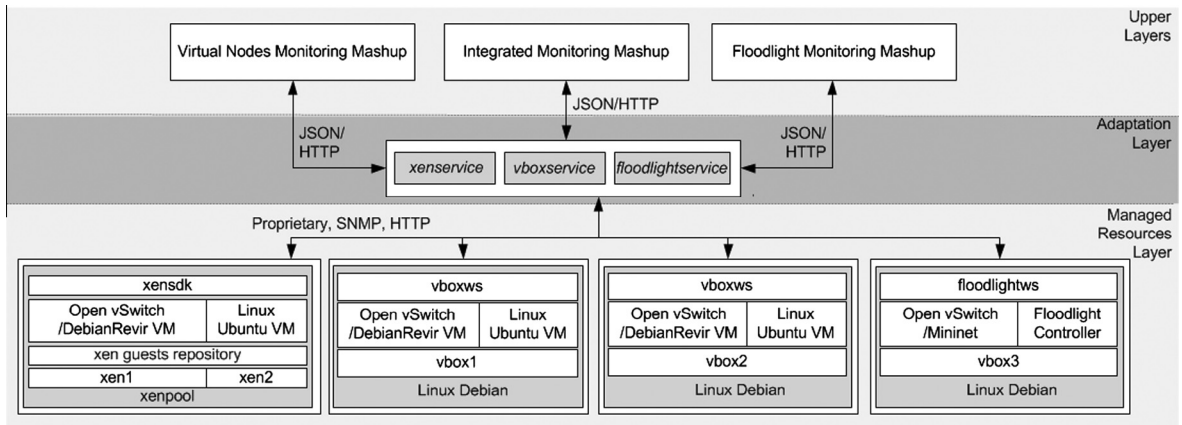 Upper
Layers
Virtual Nodes Monitoring Mashup
Integrated Monitoring Mashup
Floodlight Monitoring Mashup
JSON/HTTP
Adaptation
Layer
JSON/
HTTP
JSON/
HTTP
xenservice
vboxservice
floodlightservice
Managed
Resources
Layer
Proprietary, SNMP, HTTP
xensdk
Open vSwitch
/DebianRevir VM
Linux
Ubuntu VM
xen guests repository
xen1
xen2
xenpool
vboxws
Open vSwitch
/DebianRevir VM
Linux
Ubuntu VM
vbox1
Linux Debian
vboxws
Open vSwitch
/DebianRevir VM
Linux
Ubuntu VM
vbox2
Linux Debian
floodlightws
Open vSwitch
/Mininet
Floodlight
Controller
vbox3
Linux Debian